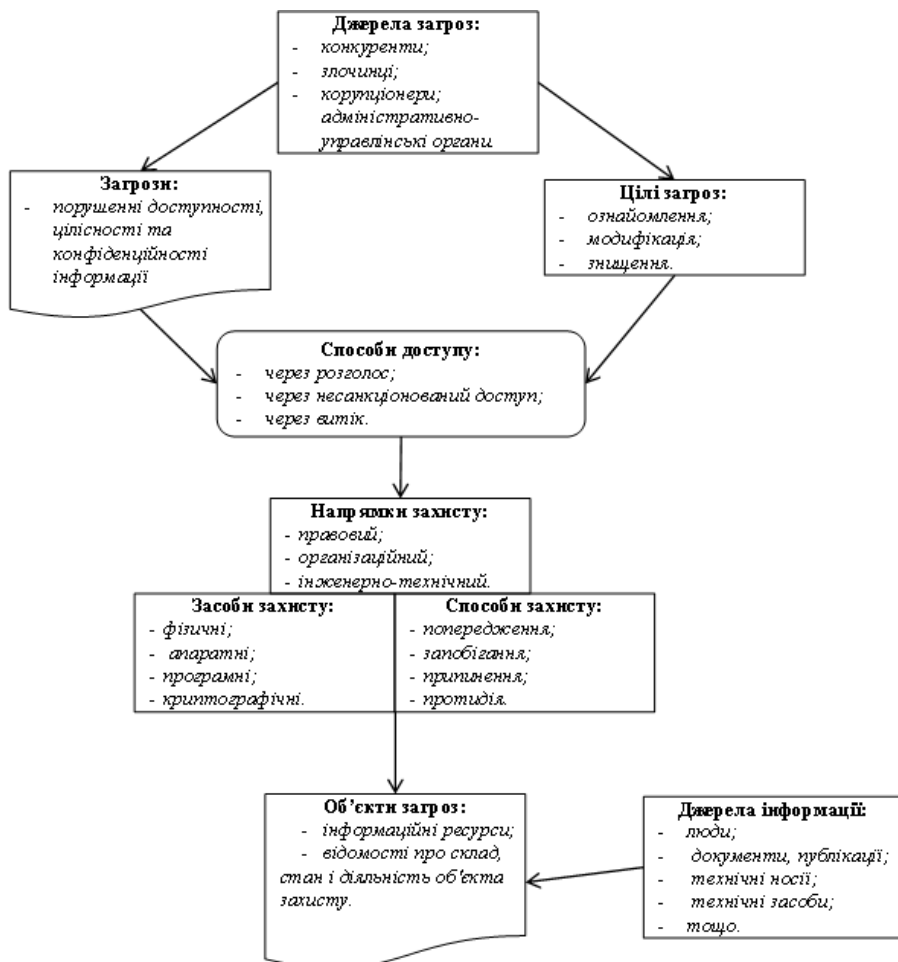 Джерела загроз:
- конкуренти;
- злочинці;
- корупціонери;
адміністративно-
управлінські органи.
Загрози:
- порушенні доступності,
цілісності та
конфіденційності
інформації
Цілі загроз:
- ознайомлення;
- модифікація;
- знищення.
Способи доступу:
- через розголос;
- через несанкціонований доступ;
- через витік.
Напрямки захисту:
- правовий;
- організаційний;
- інженерно-технічний.
Засоби захисту:
- фізичні;
- апаратні;
- програмні;
- криптографічні.
Способи захисту:
- попередження;
- запобігання;
- припинення;
- протидія.
Об’єкти загроз:
- інформаційні ресурси;
- відомості про склад,
стан і діяльність об'єкта
захисту.
Джерела інформації:
- люди;
- документи, публікації;
- технічні носії;
- технічні засоби;
- тощо.